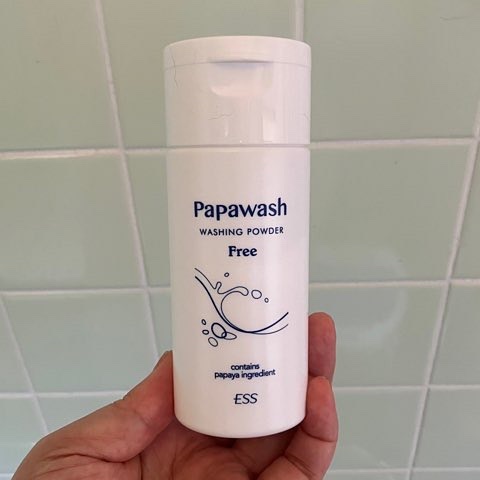 Papawash
WASHING POWDER
Free
contains
papaya ingredient
ESS